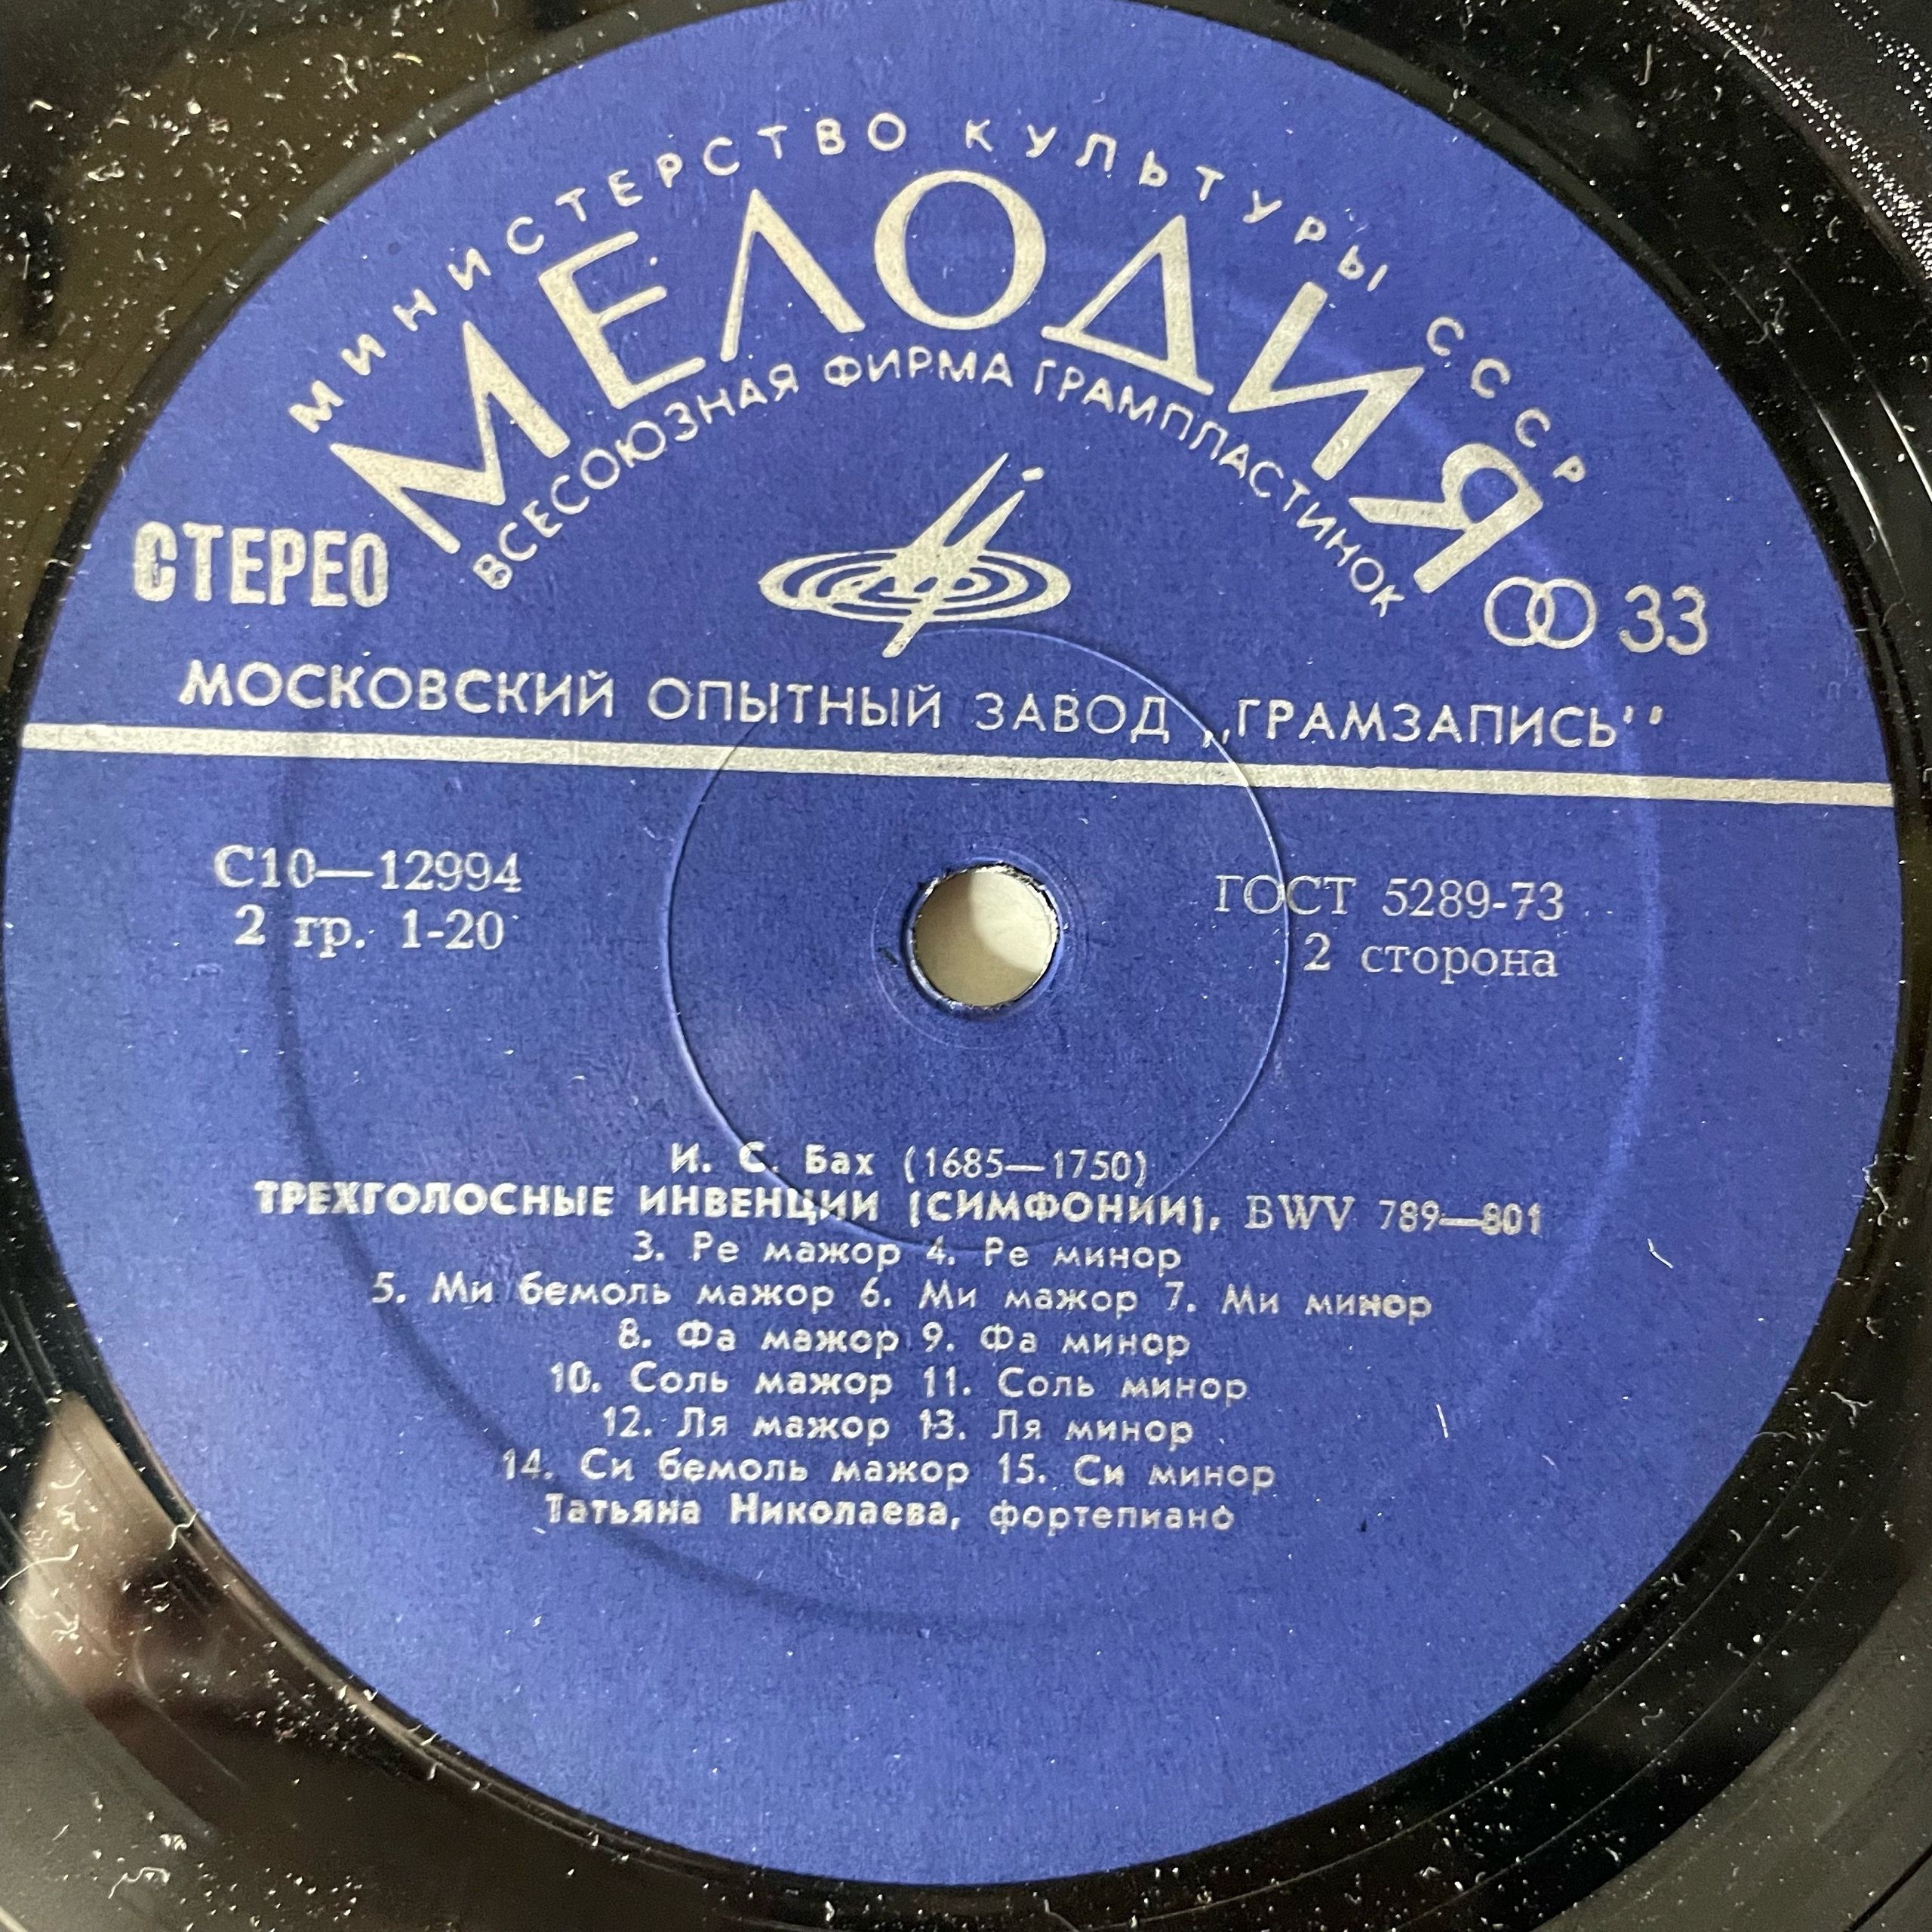 МИНИСТЕРСТВО КУЛЬТУРЫ СССР
МЕЛОДИЯ
ВСЕСОЮЗНАЯ ФИРМА ГРАМПЛАСТИНОК
СТЕРЕО
33
МОСКОВСКИЙ ОПЫТНЫЙ ЗАВОД ,,ГРАМЗАПИСЬ''
С10—12994
2 гр. 1-20
ГОСТ 5289-73
2 сторона
И. С. Бах (1685—1750)
ТРЕХГОЛОСНЫЕ ИНВЕНЦИИ (СИМФОНИИ), BWV 789—801
3. Ре мажор 4. Ре минор
5. Ми бемоль мажор 6. Ми мажор 7. Ми минор
8. Фа мажор 9. Фа минор
10. Соль мажор 11. Соль минор
12. Ля мажор 13. Ля минор
14. Си бемоль мажор 15. Си минор
Татьяна Николаева, фортепиано